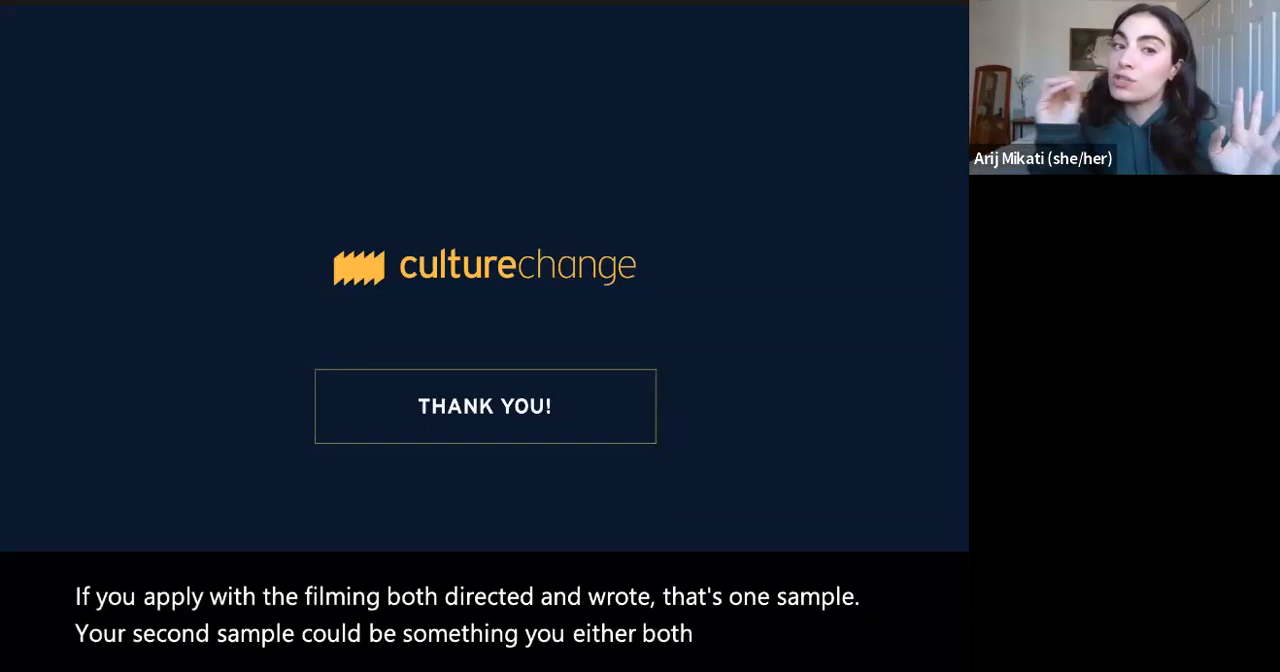 culturechange
THANK YOU!
Arij Mikati (she/her)
If you apply with the filming both directed and wrote, that's one sample.
Your second sample could be something you either both